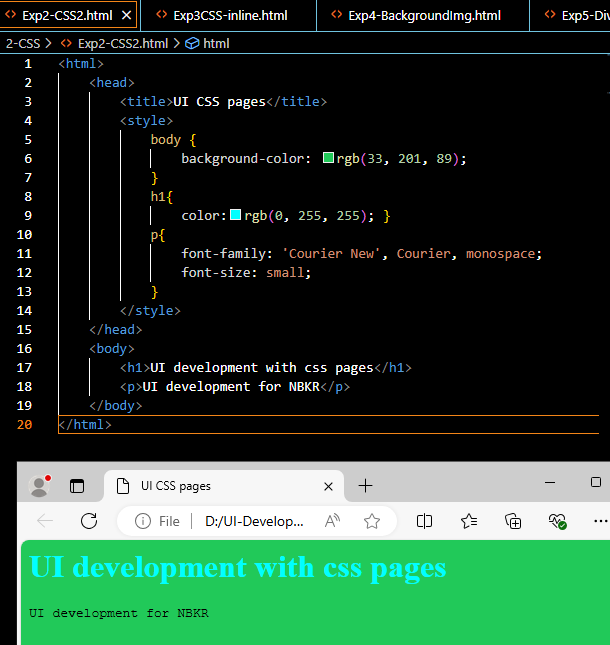 Exp2-CSS2.html Exp3CSS-inline.html Exp4-BackgroundImg.html Exp5-Div
2-CSS > Exp2-CSS2.html > html
1 <html>
2 <head>
3 <title>UI CSS pages</title>
4 <style>
5 body {
6 background-color: rgb(33, 201, 89);
7 }
8 h1{
9 color: rgb(0, 255, 255); }
10 p{
11 font-family: 'Courier New', Courier, monospace;
12 font-size: small;
13 }
14 </style>
15 </head>
16 <body>
17 <h1>UI development with css pages</h1>
18 <p>UI development for NBKR</p>
19 </body>
20 </html>
UI CSS pages
File D:/UI-Develop...
UI development with css pages
UI development for NBKR